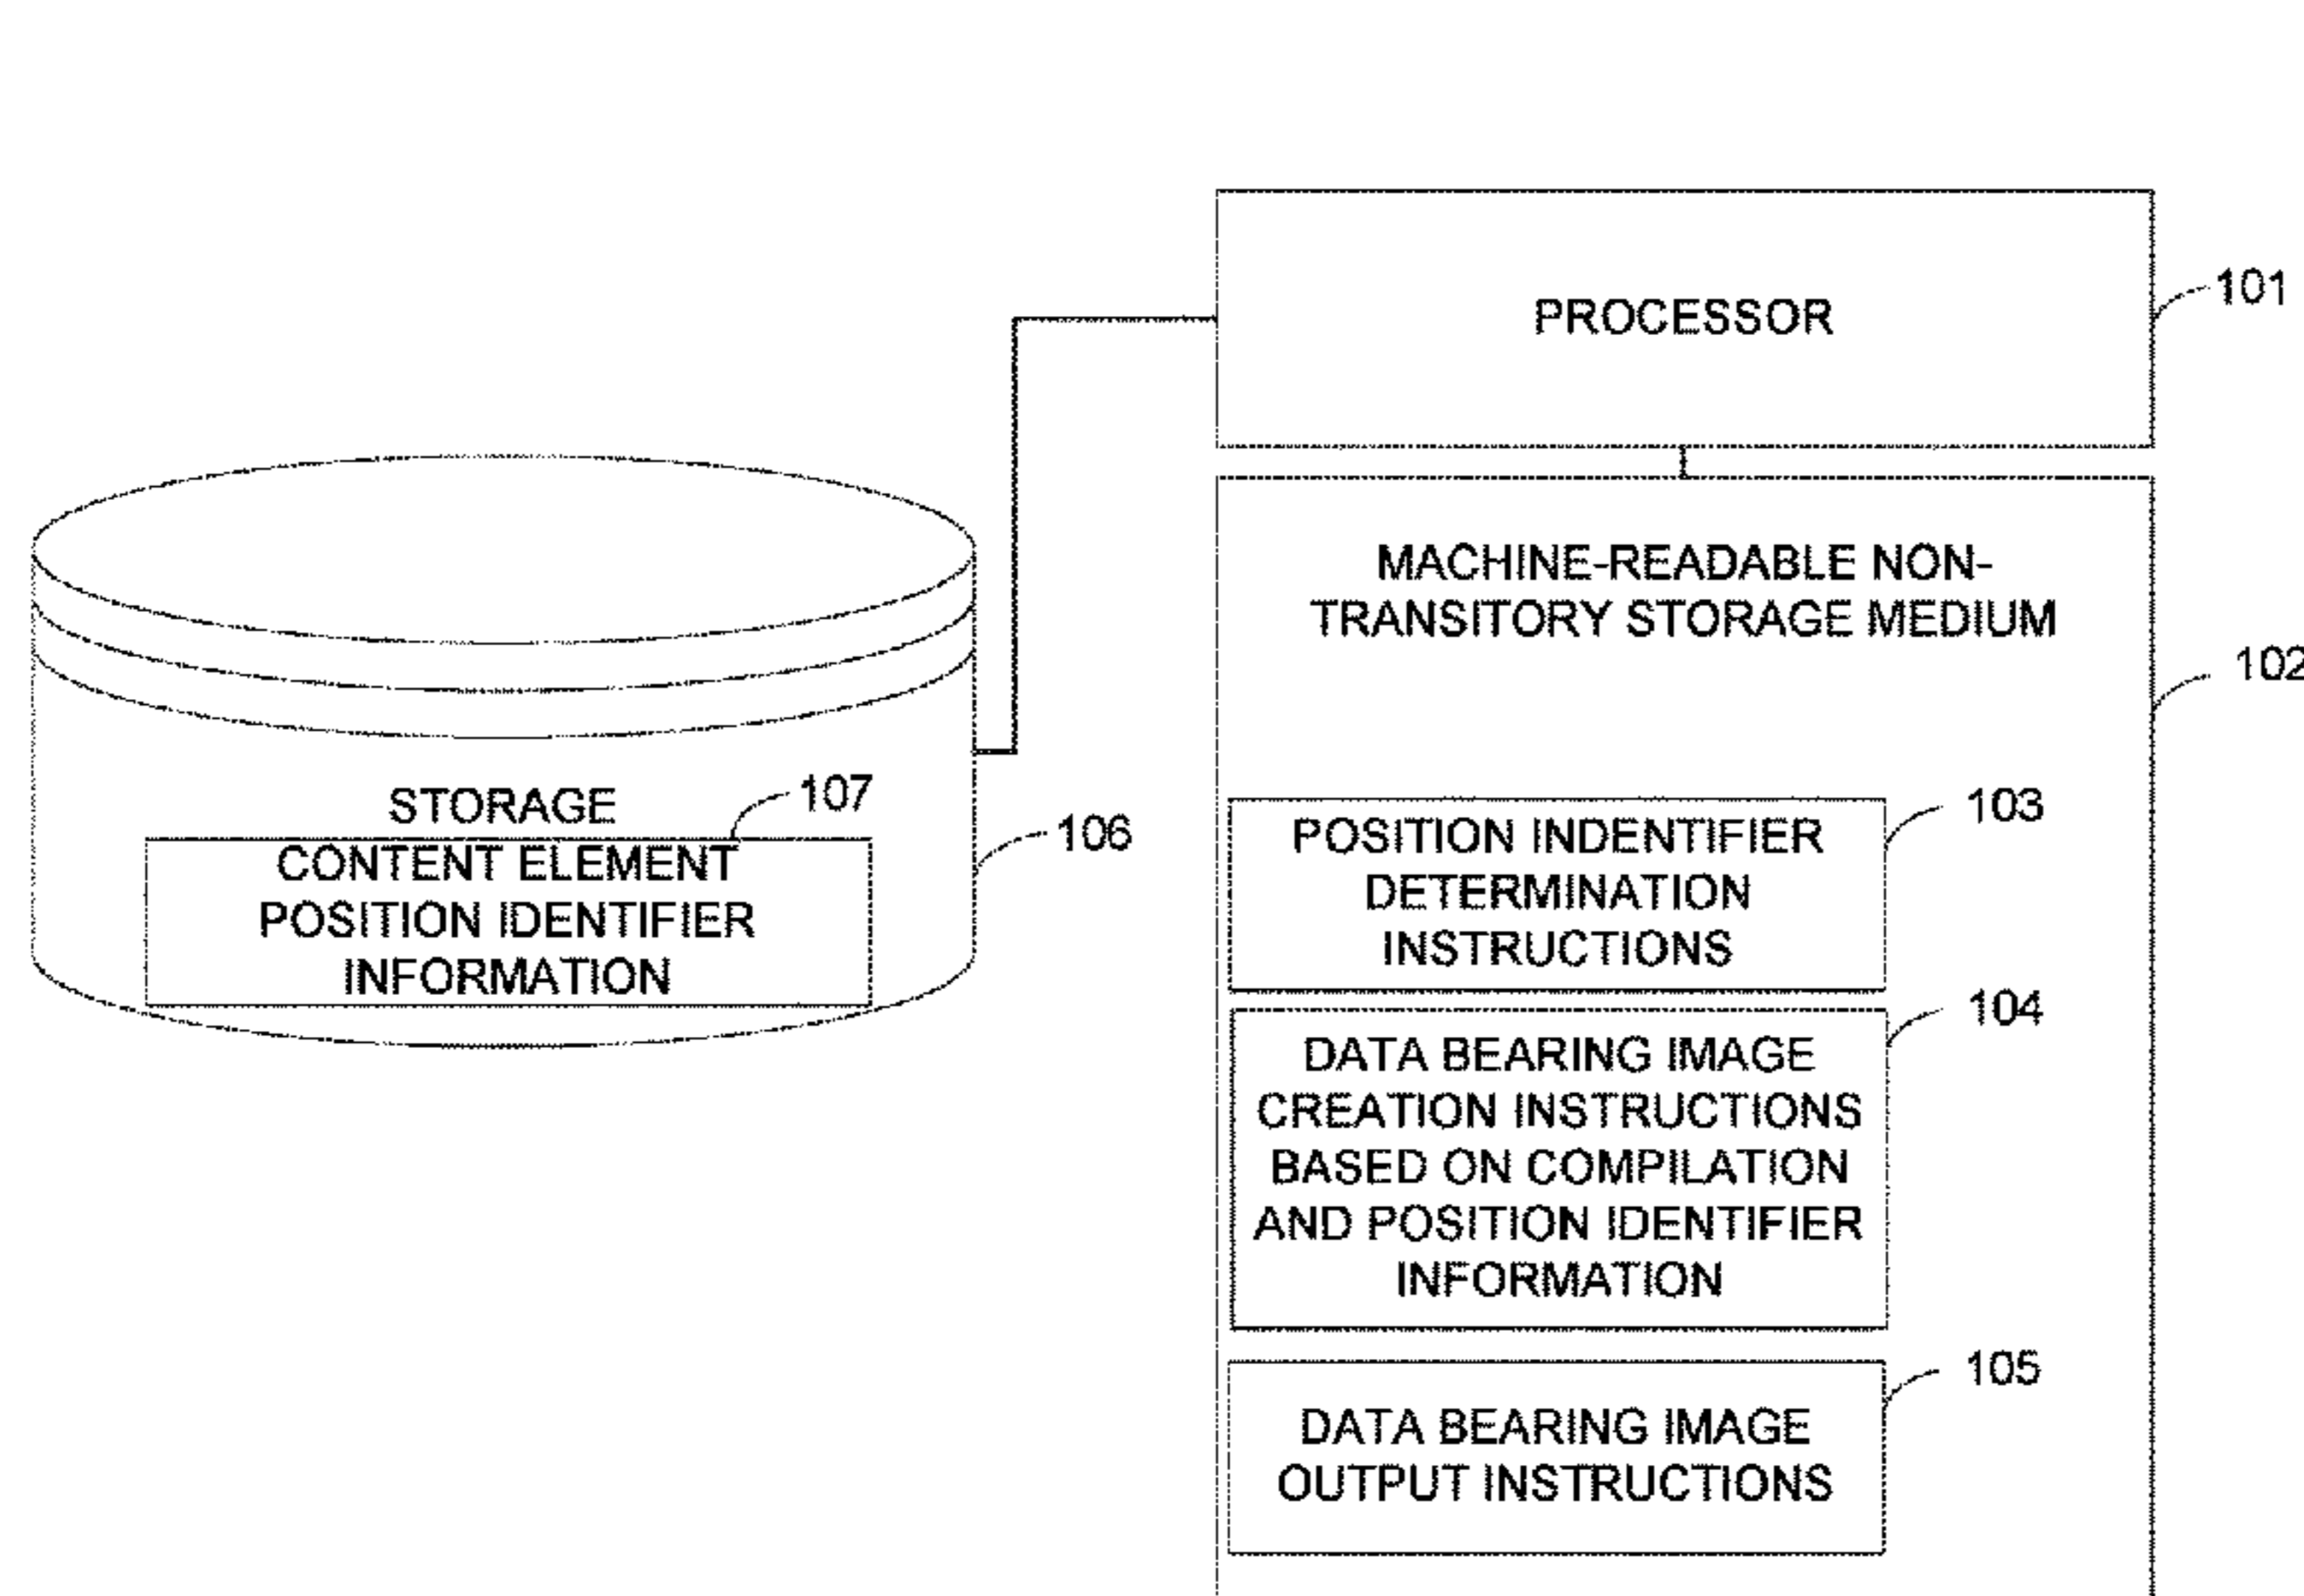 PROCESSOR
101
MACHINE-READABLE NON-
TRANSITORY STORAGE MEDIUM
102
STORAGE
107
CONTENT ELEMENT
POSITION IDENTIFIER
INFORMATION
106
POSITION INDENTIFIER
DETERMINATION
INSTRUCTIONS
103
DATA BEARING IMAGE
CREATION INSTRUCTIONS
BASED ON COMPILATION
AND POSITION IDENTIFIER
INFORMATION
104
DATA BEARING IMAGE
OUTPUT INSTRUCTIONS
105